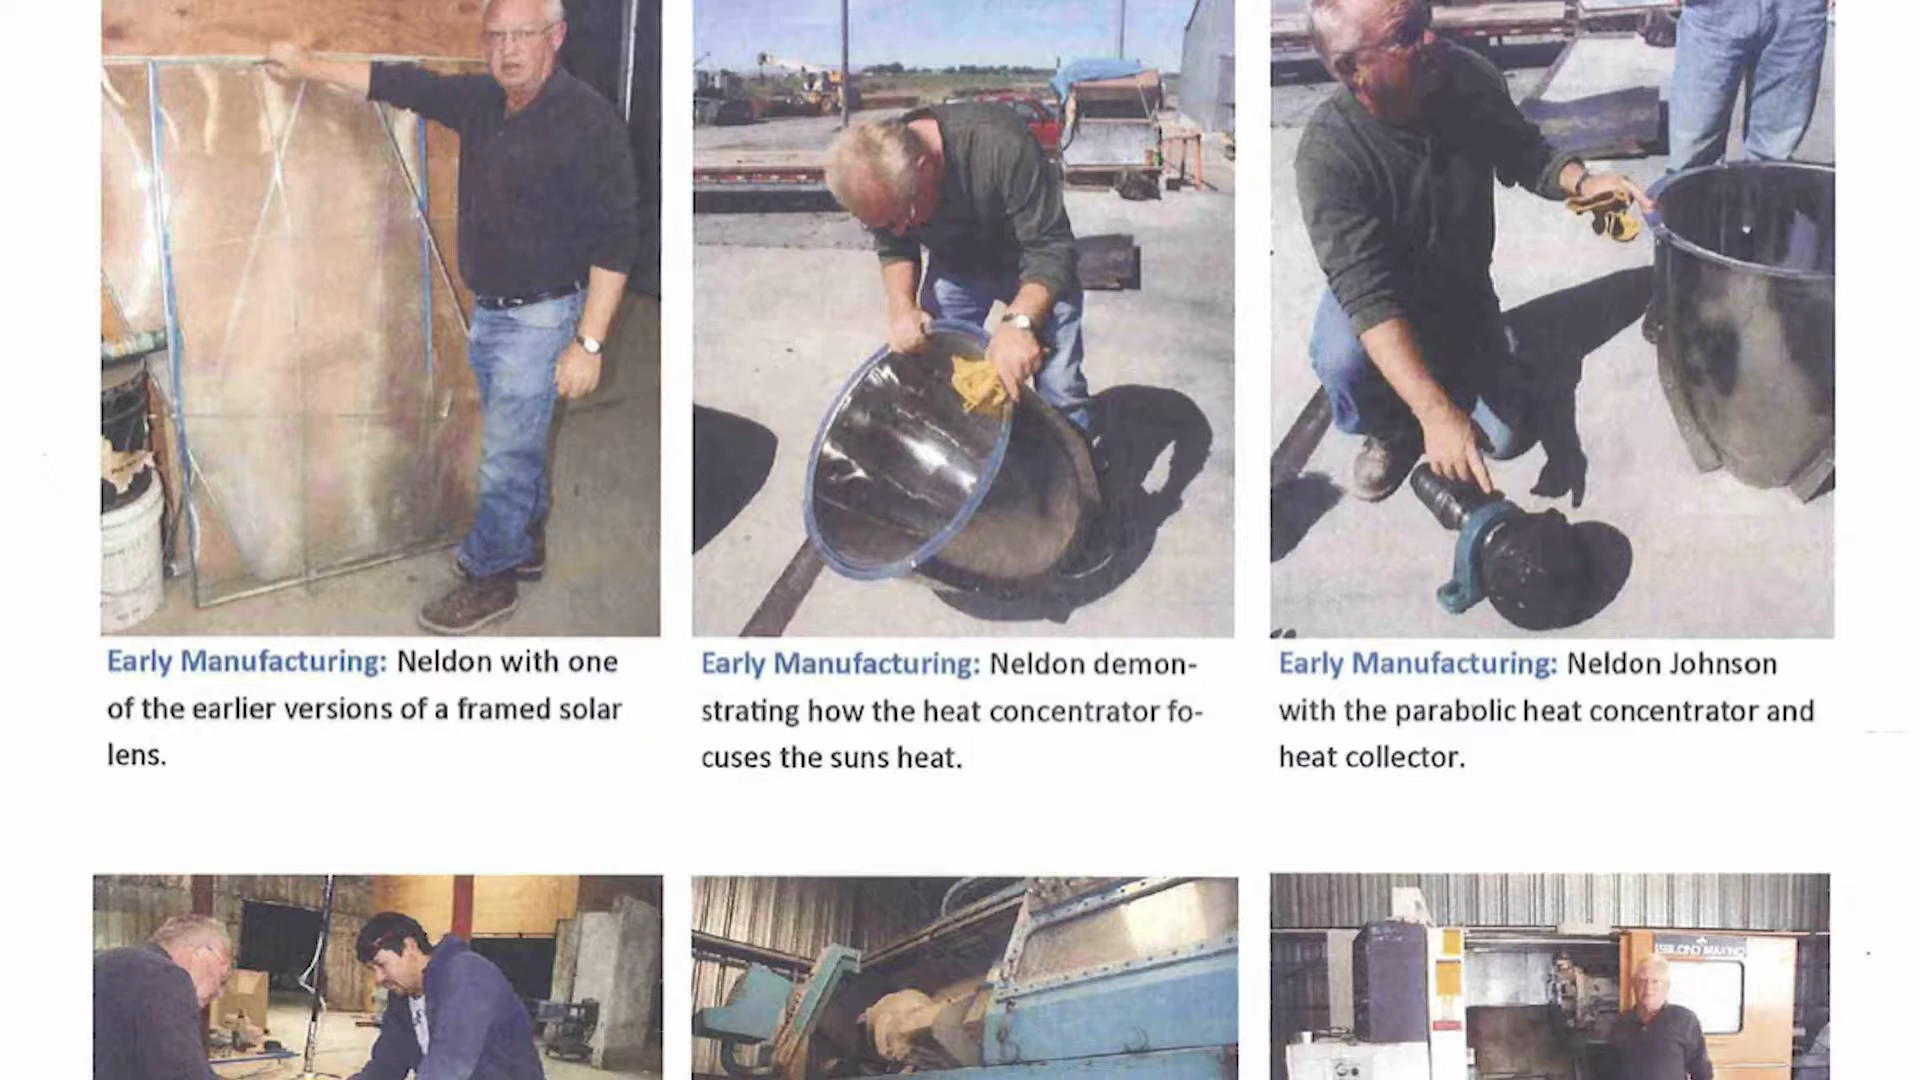 Early Manufacturing: Neldon with one
of the earlier versions of a framed solar
lens.
Early Manufacturing: Neldon demon-
strating how the heat concentrator fo-
cuses the suns heat.
Early Manufacturing: Neldon Johnson
with the parabolic heat concentrator and
heat collector.